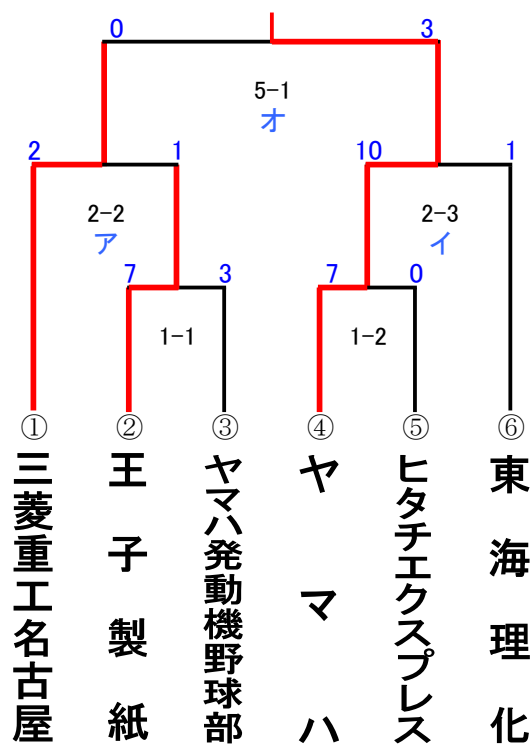 0 3
5-1
オ
2 1 10 1
2-2 2-3
ア イ
7 3 7 0
1-1 1-2
① ② ③ ④ ⑤ ⑥
三菱重工名古屋
王子製紙
ヤマハ発動機野球部
ヤマハ
ヒタチエクスプレス
東海理化